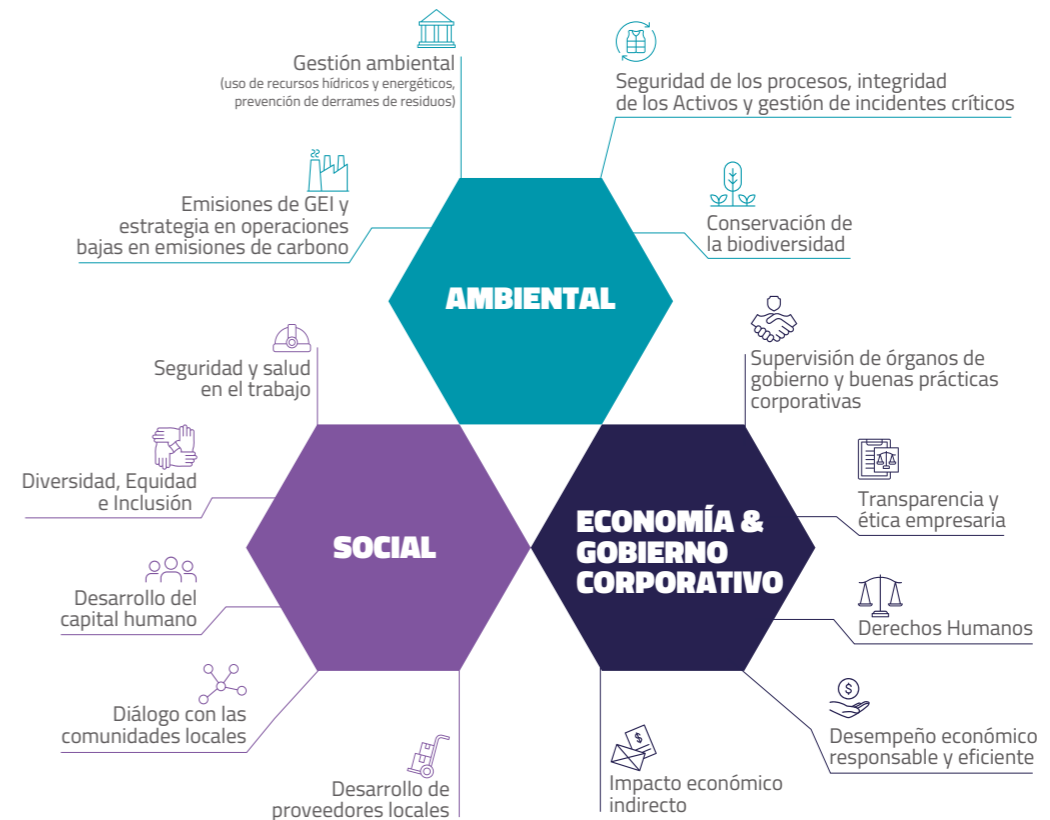 Gestión ambiental
(uso de recursos hídricos y energéticos,
prevención de derrames de residuos)
Seguridad de los procesos, integridad
de los Activos y gestión de incidentes críticos
Emisiones de GEI y
estrategia en operaciones
bajas en emisiones de carbono
Conservación de
la biodiversidad
AMBIENTAL
Seguridad y salud
en el trabajo
Diversidad, Equidad
e Inclusión
SOCIAL
Desarrollo del
capital humano
Diálogo con las
comunidades locales
Desarrollo de
proveedores locales
Supervisión de órganos de
gobierno y buenas prácticas
corporativas
Transparencia y
ética empresaria
ECONOMÍA &
GOBIERNO
CORPORATIVO
Derechos Humanos
$
Desempeño económico
responsable y eficiente
$
Impacto económico
indirecto